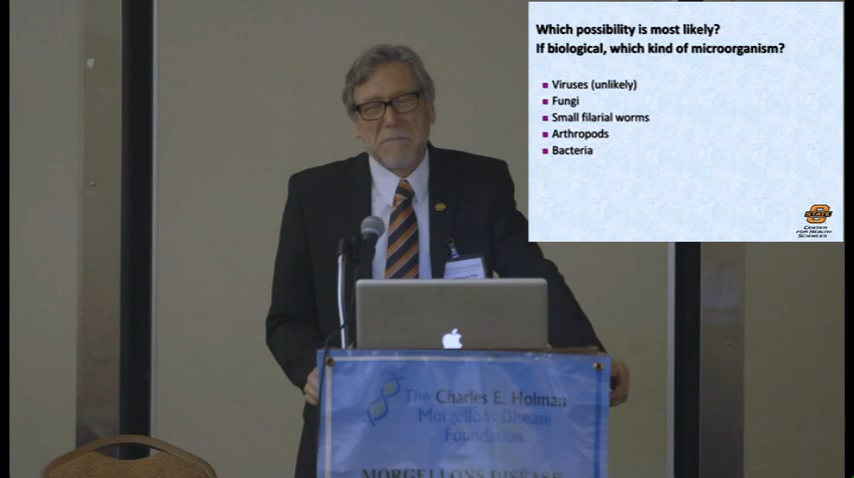 Which possibility is most likely?
If biological, which kind of microorganism?
Viruses (unlikely)
Fungi
Small filarial worms
Arthropods
Bacteria
STATE
CENTER
FOR HEALTH
SCIENCES
The Charles E. Holman
Morgellons Disease
Foundation
MORGELLONS DISEASE